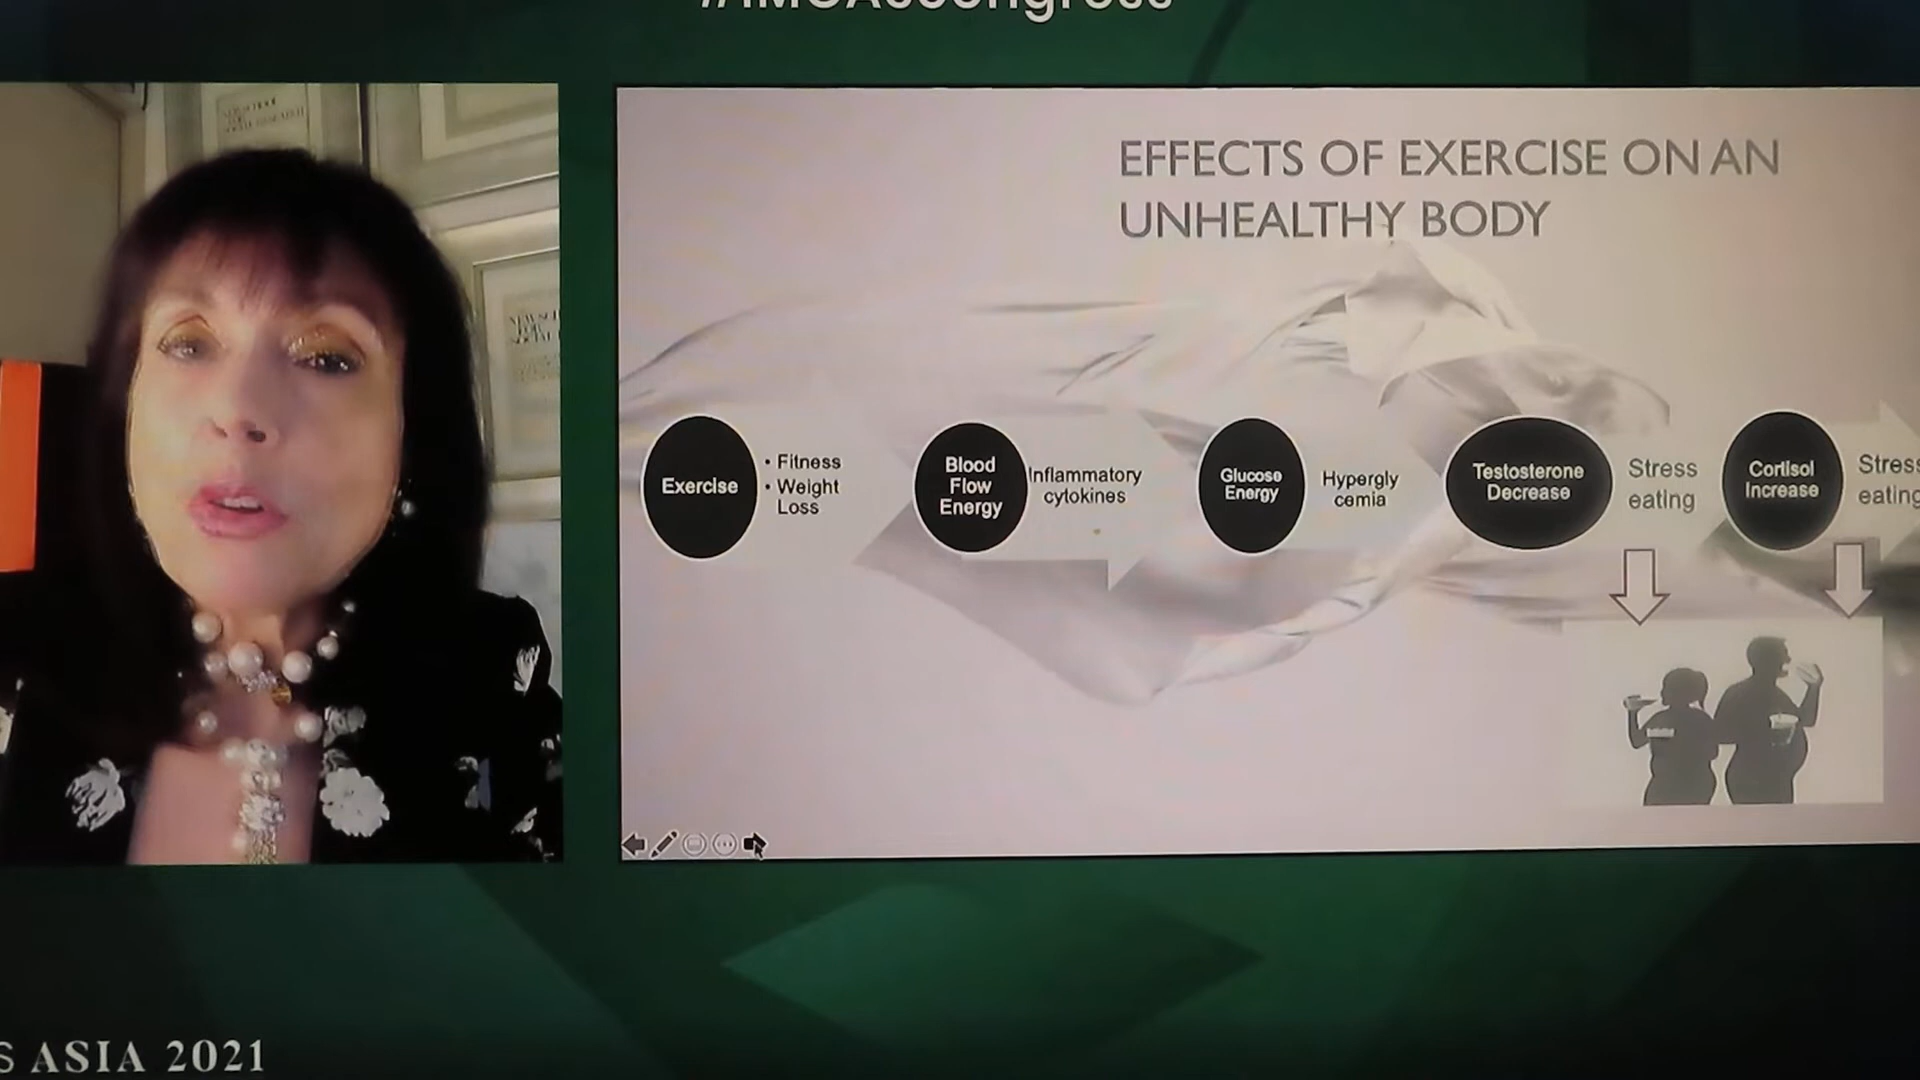 EFFECTS OF EXERCISE ON AN
UNHEALTHY BODY
Exercise
• Fitness
• Weight
Loss
Blood
Flow
Energy
Inflammatory
cytokines
Glucose
Energy
Hypergly
cemia
Testosterone
Decrease
Stress
eating
Cortisol
Increase
Stress
eating
S ASIA 2021